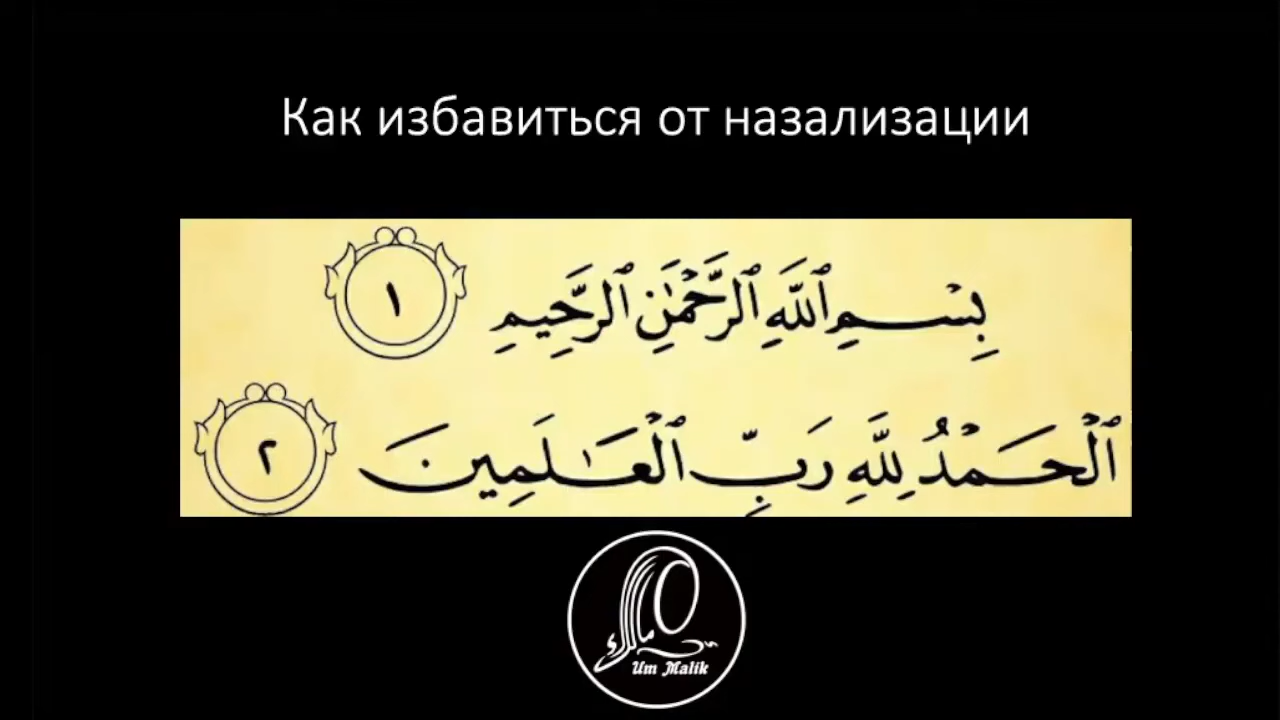 Как избавиться от назализации
بِسْمِ ٱللَّهِ ٱلرَّحْمَٰنِ ٱلرَّحِيمِ ١
ٱلْحَمْدُ لِلَّهِ رَبِّ ٱلْعَٰلَمِينَ ٢
Um Malik